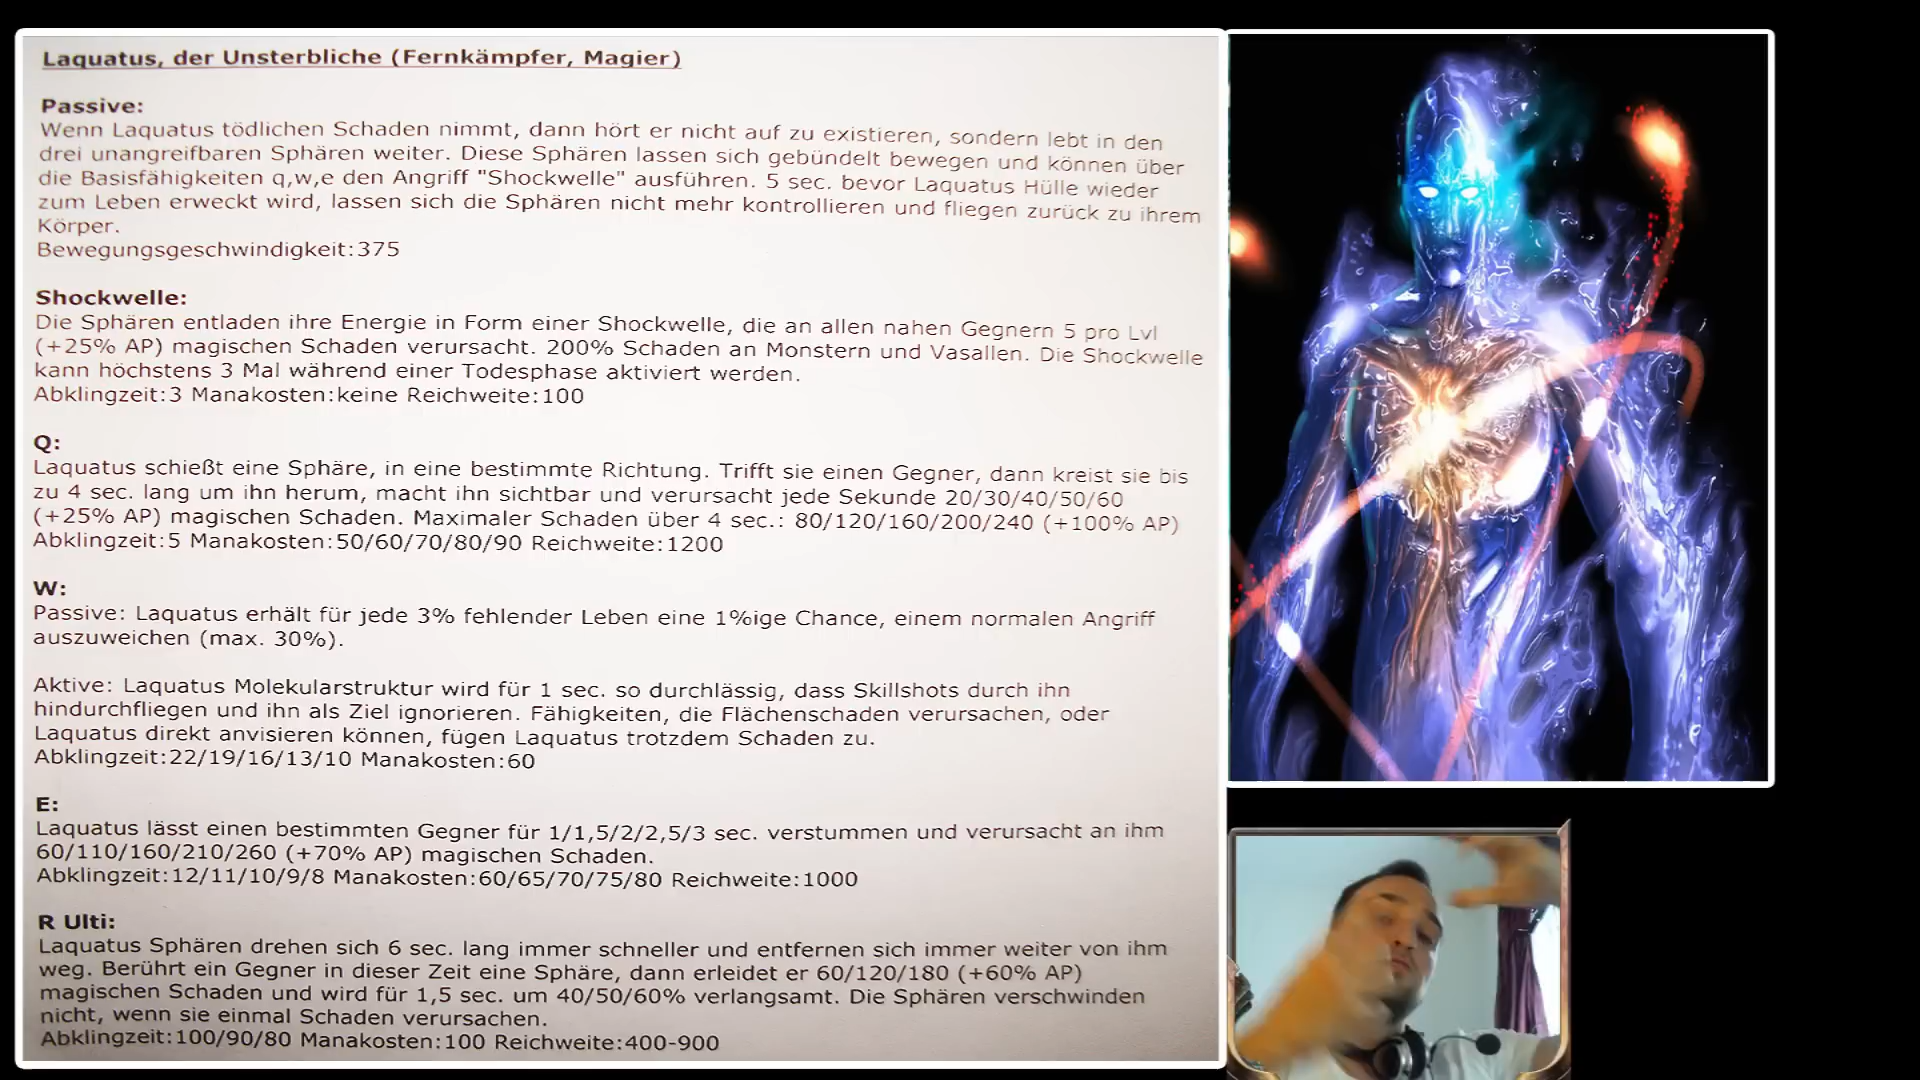 Laquatus, der Unsterbliche (Fernkämpfer, Magier)
Passive:
Wenn Laquatus tödlichen Schaden nimmt, dann hört er nicht auf zu existieren, sondern lebt in den
drei unangreifbaren Sphären weiter. Diese Sphären lassen sich gebündelt bewegen und können über
die Basisfähigkeiten q,w,e den Angriff "Shockwelle" ausführen. 5 sec. bevor Laquatus Hülle wieder
zum Leben erweckt wird, lassen sich die Sphären nicht mehr kontrollieren und fliegen zurück zu ihrem
Körper.
Bewegungsgeschwindigkeit:375
Shockwelle:
Die Sphären entladen ihre Energie in Form einer Shockwelle, die an allen nahen Gegnern 5 pro Lvl
(+25% AP) magischen Schaden verursacht. 200% Schaden an Monstern und Vasallen. Die Shockwelle
kann höchstens 3 Mal während einer Todesphase aktiviert werden.
Abklingzeit:3 Manakosten:keine Reichweite:100
Q:
Laquatus schießt eine Sphäre, in eine bestimmte Richtung. Trifft sie einen Gegner, dann kreist sie bis
zu 4 sec. lang um ihn herum, macht ihn sichtbar und verursacht jede Sekunde 20/30/40/50/60
(+25% AP) magischen Schaden. Maximaler Schaden über 4 sec.: 80/120/160/200/240 (+100% AP)
Abklingzeit:5 Manakosten:50/60/70/80/90 Reichweite:1200
W:
Passive: Laquatus erhält für jede 3% fehlender Leben eine 1%ige Chance, einem normalen Angriff
auszuweichen (max. 30%).
Aktive: Laquatus Molekularstruktur wird für 1 sec. so durchlässig, dass Skillshots durch ihn
hindurchfliegen und ihn als Ziel ignorieren. Fähigkeiten, die Flächenschaden verursachen, oder
Laquatus direkt anvisieren können, fügen Laquatus trotzdem Schaden zu.
Abklingzeit:22/19/16/13/10 Manakosten:60
E:
Laquatus lässt einen bestimmten Gegner für 1/1,5/2/2,5/3 sec. verstummen und verursacht an ihm
60/110/160/210/260 (+70% AP) magischen Schaden.
Abklingzeit:12/11/10/9/8 Manakosten:60/65/70/75/80 Reichweite:1000
R Ulti:
Laquatus Sphären drehen sich 6 sec. lang immer schneller und entfernen sich immer weiter von ihm
weg. Berührt ein Gegner in dieser Zeit eine Sphäre, dann erleidet er 60/120/180 (+60% AP)
magischen Schaden und wird für 1,5 sec. um 40/50/60% verlangsamt. Die Sphären verschwinden
nicht, wenn sie einmal Schaden verursachen.
Abklingzeit:100/90/80 Manakosten:100 Reichweite:400-900